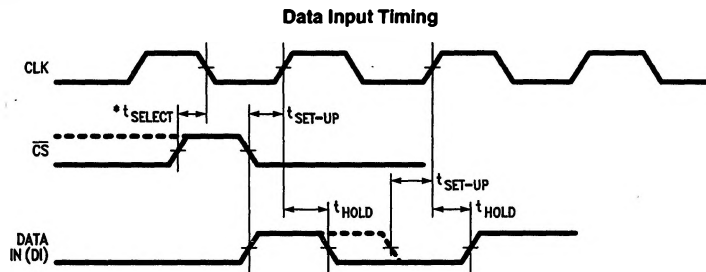 Data Input Timing
CLK
*tSELECT
tSET-UP
CS
tSET-UP
tHOLD
tHOLD
DATA
IN (DI)